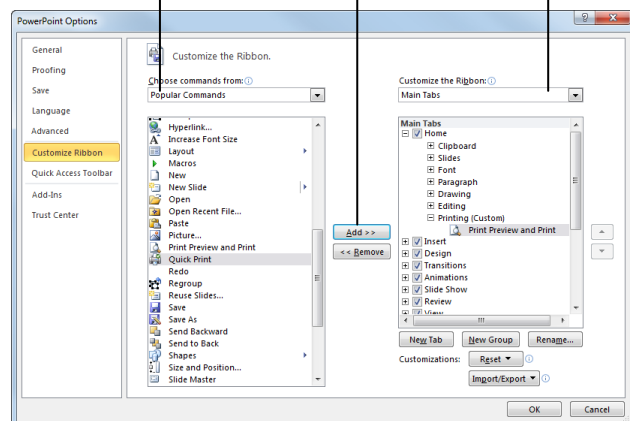 PowerPoint Options
General
Proofing
Save
Language
Advanced
Customize Ribbon
Quick Access Toolbar
Add-Ins
Trust Center
Customize the Ribbon.
Choose commands from:
Popular Commands
Hyperlink...
Increase Font Size
Layout
Macros
New
New Slide
Open
Open Recent File...
Paste
Picture...
Print Preview and Print
Quick Print
Redo
Regroup
Reuse Slides...
Save
Save As
Send Backward
Send to Back
Shapes
Size and Position...
Slide Master
Add >>
<< Remove
Customize the Ribbon:
Main Tabs
Main Tabs
Home
Clipboard
Slides
Font
Paragraph
Drawing
Editing
Printing (Custom)
Print Preview and Print
Insert
Design
Transitions
Animations
Slide Show
Review
View
New Tab
New Group
Rename...
Customizations:
Reset
Import/Export
OK
Cancel